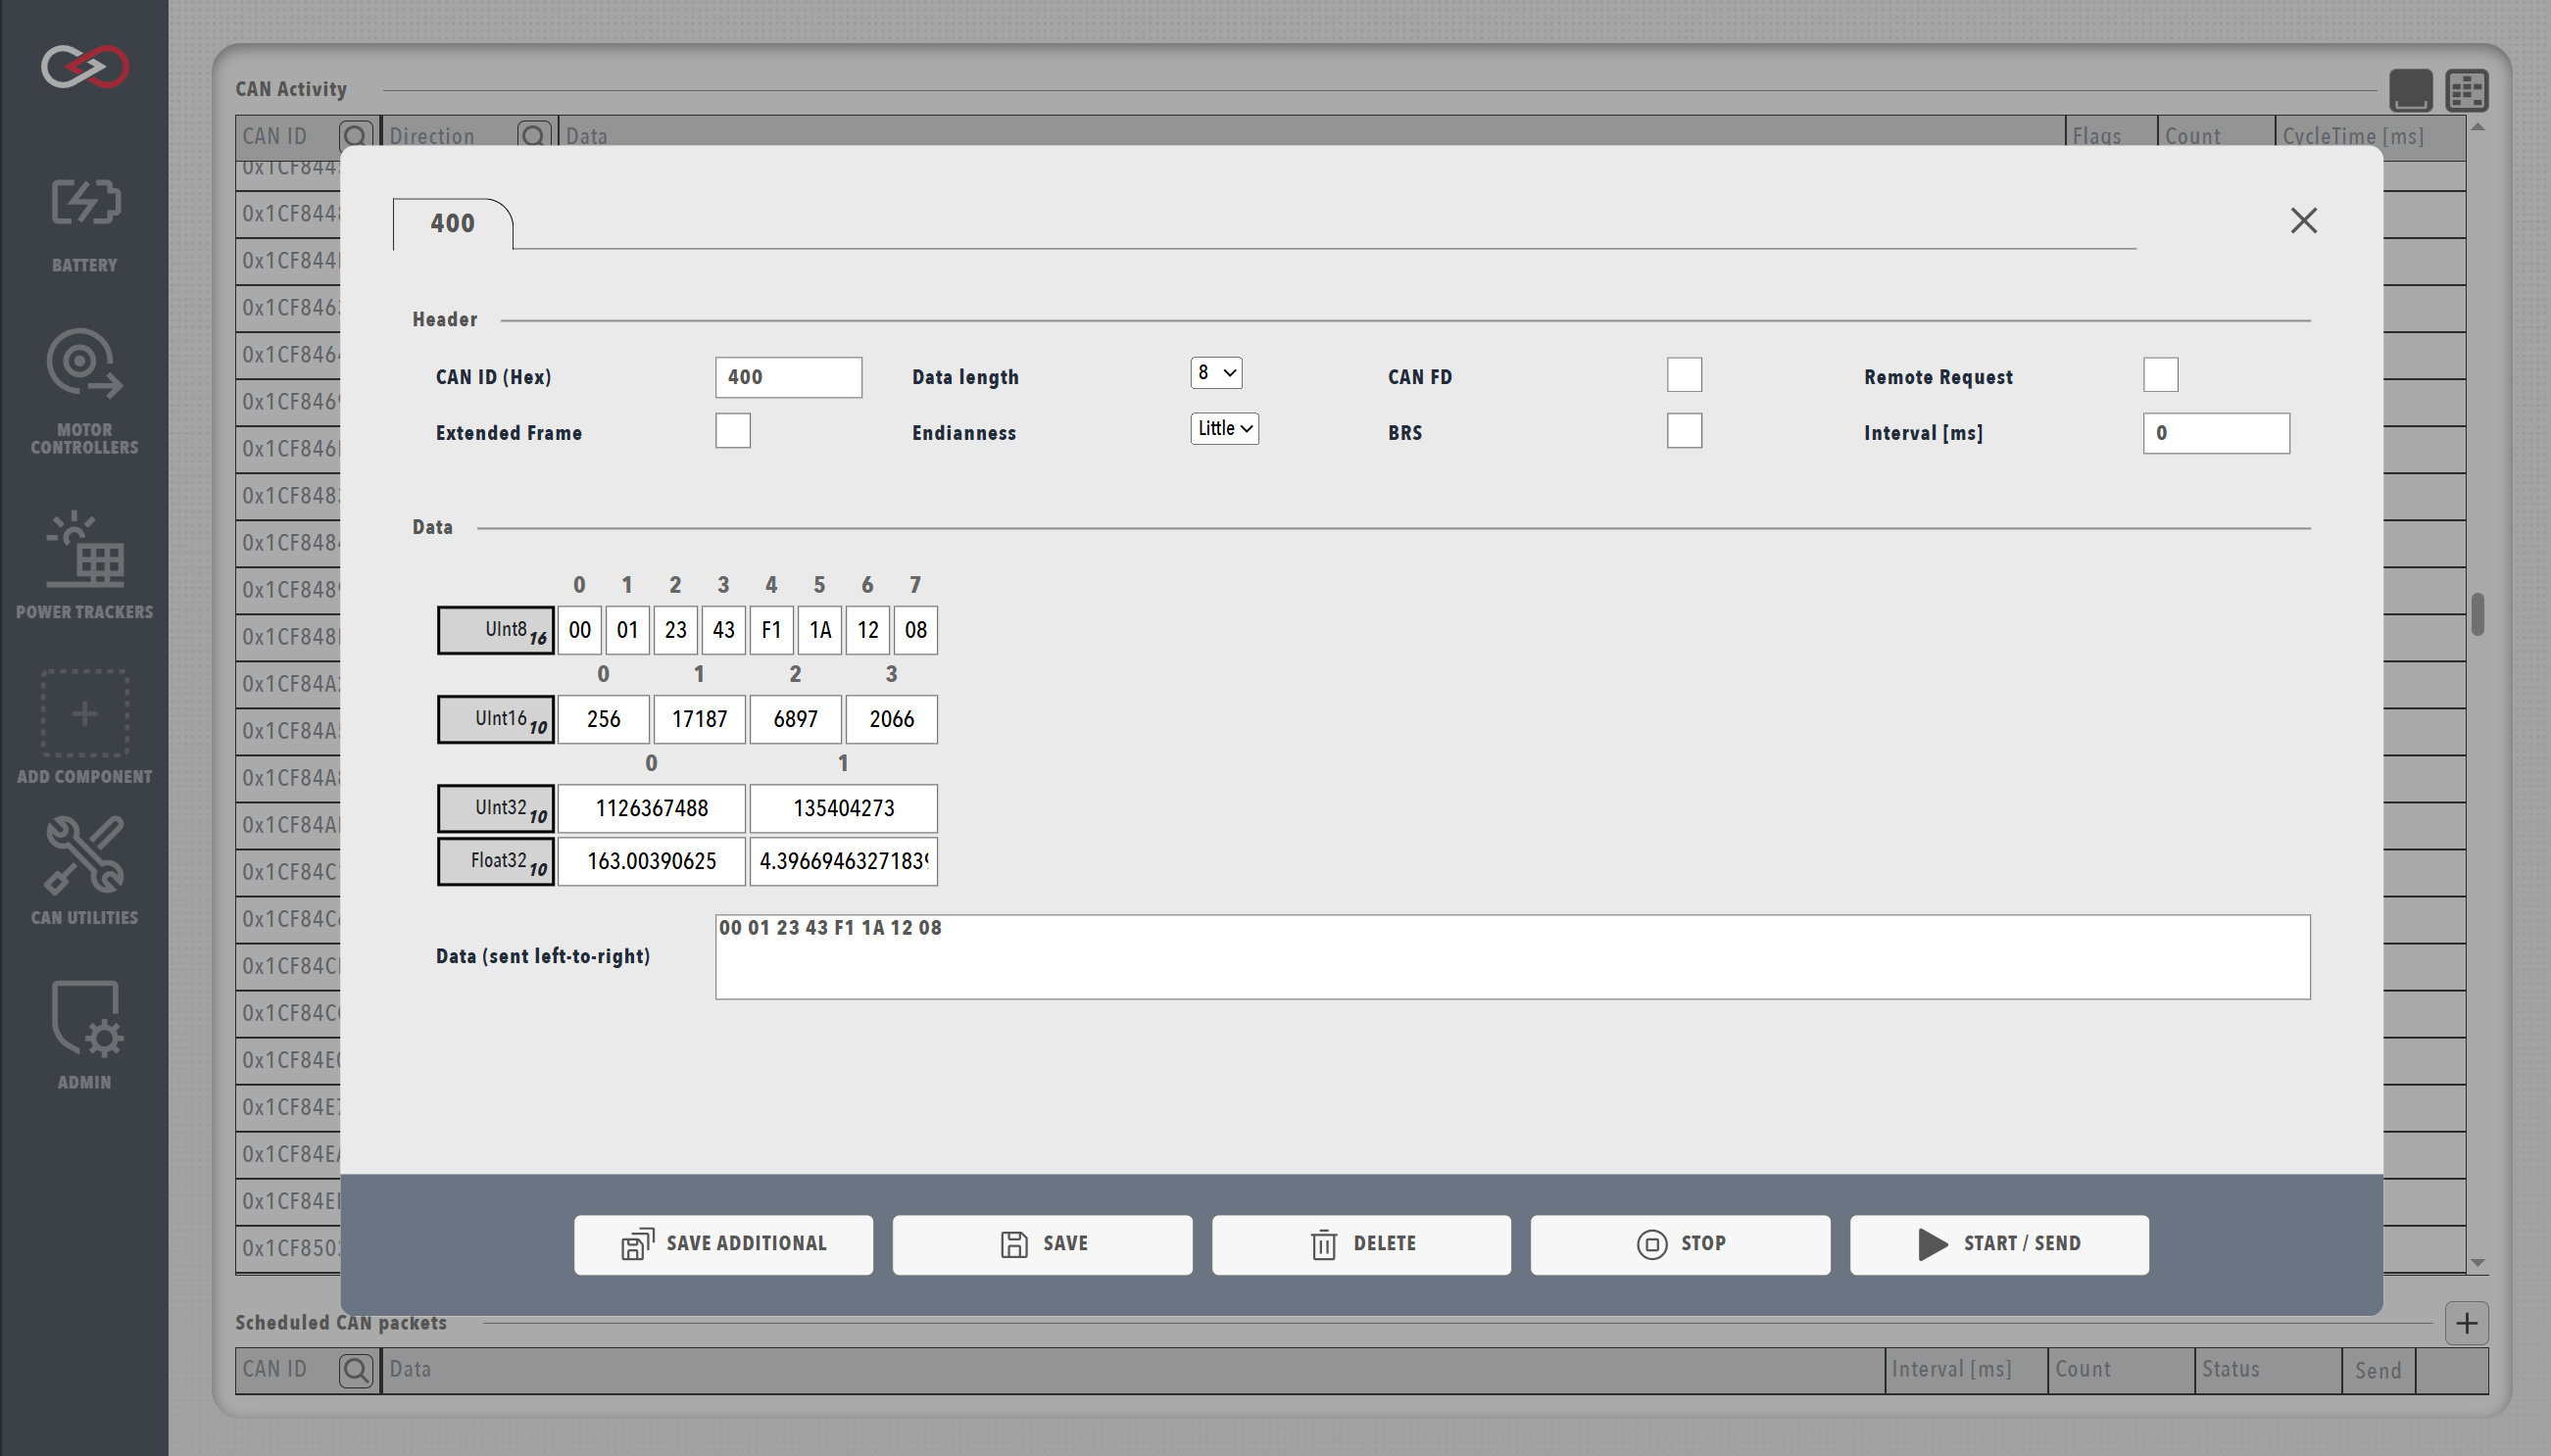 CAN Activity
CAN ID Direction Data Flags Count CycleTime [ms]
BATTERY
MOTOR
CONTROLLERS
POWER TRACKERS
ADD COMPONENT
CAN UTILITIES
ADMIN
0x1CF844
0x1CF844
0x1CF844
0x1CF846
0x1CF846
0x1CF846
0x1CF846
0x1CF848
0x1CF848
0x1CF848
0x1CF848
0x1CF84A
0x1CF84A
0x1CF84A
0x1CF84A
0x1CF84C
0x1CF84C
0x1CF84C
0x1CF84C
0x1CF84E
0x1CF84E
0x1CF84E
0x1CF84E
0x1CF850
400
Header
CAN ID (Hex) 400 Data length 8 CAN FD Remote Request
Extended Frame Endianness Little BRS Interval [ms] 0
Data
0 1 2 3 4 5 6 7
UInt8 16 00 01 23 43 F1 1A 12 08
0 1 2 3
UInt16 10 256 17187 6897 2066
0 1
UInt32 10 1126367488 135404273
Float32 10 163.00390625 4.39669463271839
Data (sent left-to-right) 00 01 23 43 F1 1A 12 08
SAVE ADDITIONAL SAVE DELETE STOP START / SEND
Scheduled CAN packets
CAN ID Data Interval [ms] Count Status Send